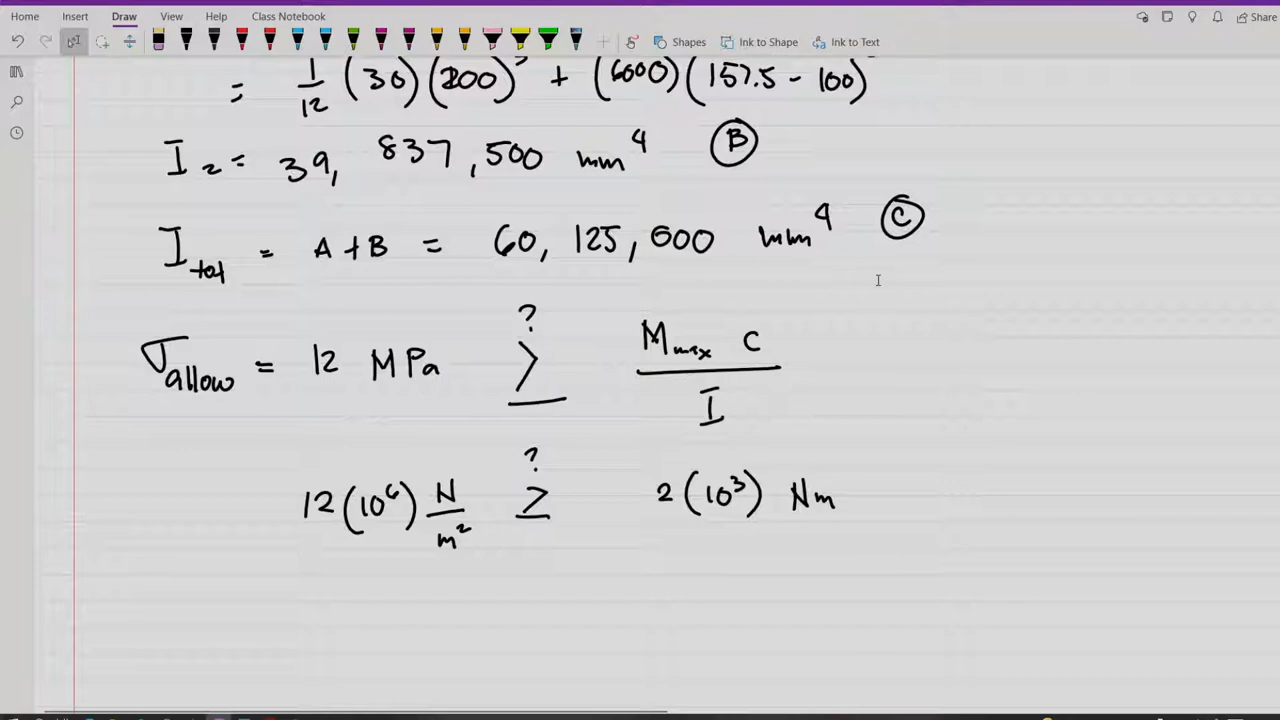 Home Insert Draw View Help Class Notebook Share
Shapes Ink to Shape Ink to Text
= 1/12 (30)(200)³ + (6000)(157.5 - 100)²
I₂ = 39, 837,500 mm⁴ Ⓑ
I_tot = A + B = 60, 125, 000 mm⁴ Ⓒ
σ_allow = 12 MPa ≥? M_max c / I
12(10⁶) N/m² ≥? 2(10³) Nm